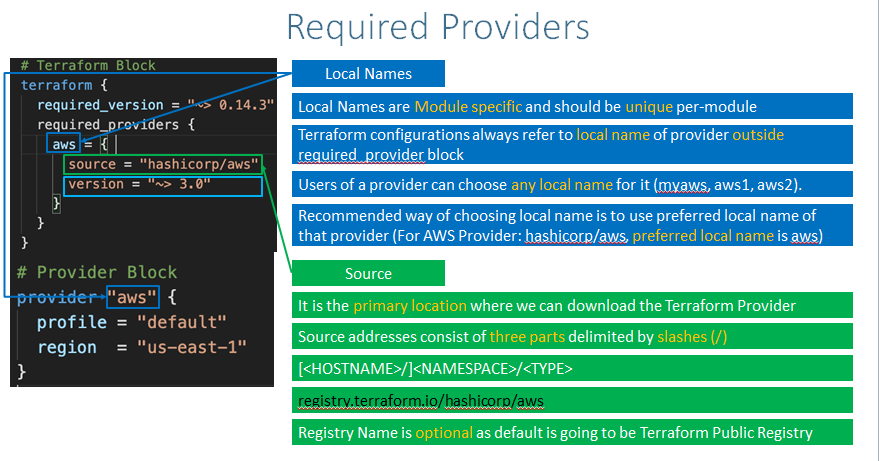 Required Providers
# Terraform Block
terraform {
required_version = "~> 0.14.3"
required_providers {
aws = {
source = "hashicorp/aws"
version = "~> 3.0"
}
}
}
# Provider Block
provider "aws" {
profile = "default"
region = "us-east-1"
}
Local Names
Local Names are Module specific and should be unique per-module
Terraform configurations always refer to local name of provider outside
required_provider block
Users of a provider can choose any local name for it (myaws, aws1, aws2).
Recommended way of choosing local name is to use preferred local name of
that provider (For AWS Provider: hashicorp/aws, preferred local name is aws)
Source
It is the primary location where we can download the Terraform Provider
Source addresses consist of three parts delimited by slashes (/)
[<HOSTNAME>/]<NAMESPACE>/<TYPE>
registry.terraform.io/hashicorp/aws
Registry Name is optional as default is going to be Terraform Public Registry